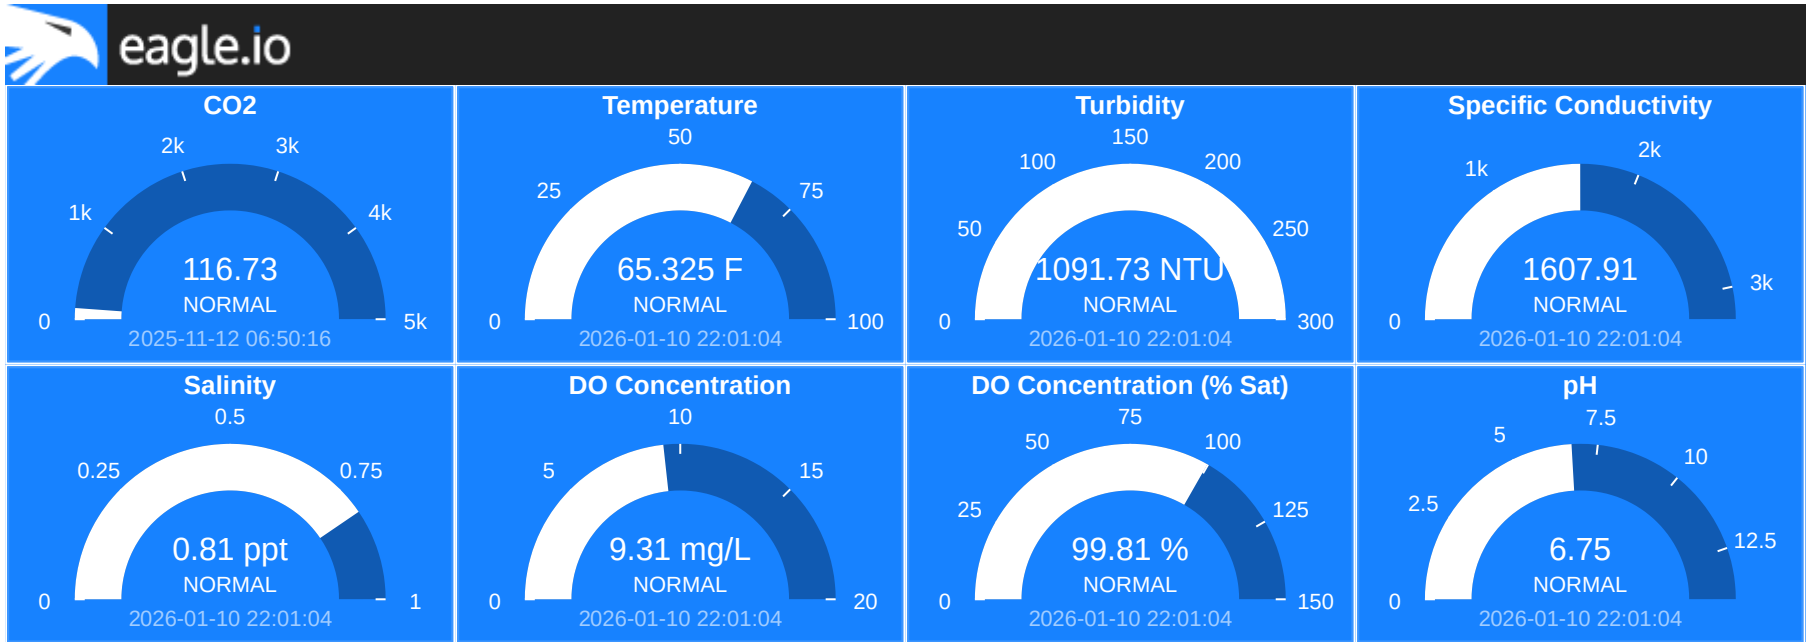 eagle.io
CO2
0
1k
2k
3k
4k
5k
116.73
NORMAL
2025-11-12 06:50:16
Temperature
0
25
50
75
100
65.325 F
NORMAL
2026-01-10 22:01:04
Turbidity
0
50
100
150
200
250
300
1091.73 NTU
NORMAL
2026-01-10 22:01:04
Specific Conductivity
0
1k
2k
3k
1607.91
NORMAL
2026-01-10 22:01:04
Salinity
0
0.25
0.5
0.75
1
0.81 ppt
NORMAL
2026-01-10 22:01:04
DO Concentration
0
5
10
15
20
9.31 mg/L
NORMAL
2026-01-10 22:01:04
DO Concentration (% Sat)
0
25
50
75
100
125
150
99.81 %
NORMAL
2026-01-10 22:01:04
pH
0
2.5
5
7.5
10
12.5
6.75
NORMAL
2026-01-10 22:01:04